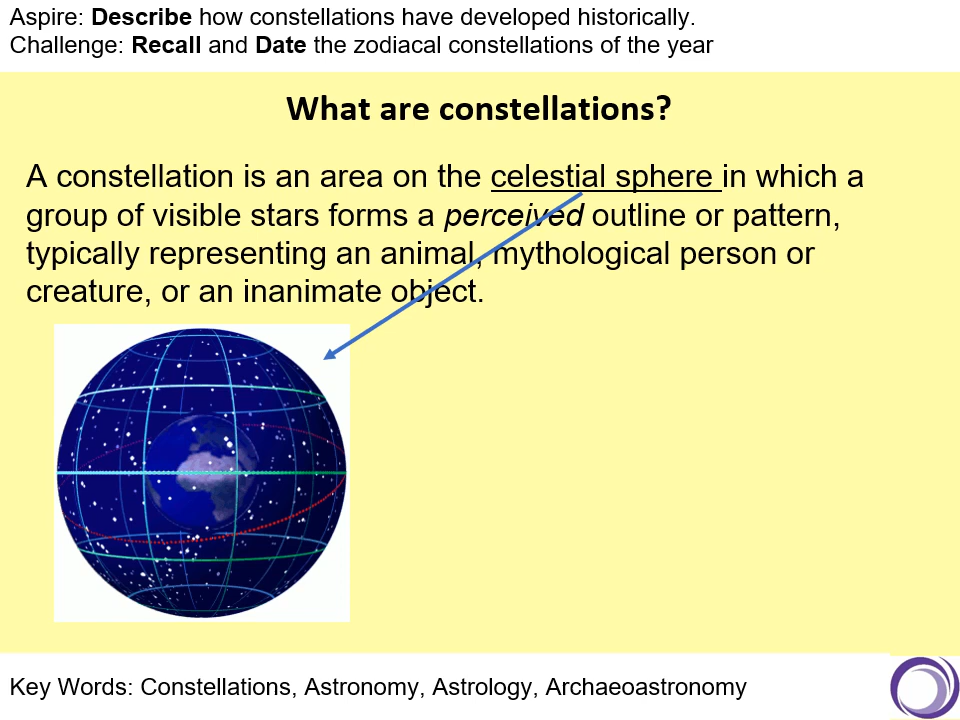 Aspire: Describe how constellations have developed historically.
Challenge: Recall and Date the zodiacal constellations of the year
What are constellations?
A constellation is an area on the celestial sphere in which a
group of visible stars forms a perceived outline or pattern,
typically representing an animal, mythological person or
creature, or an inanimate object.
Key Words: Constellations, Astronomy, Astrology, Archaeoastronomy